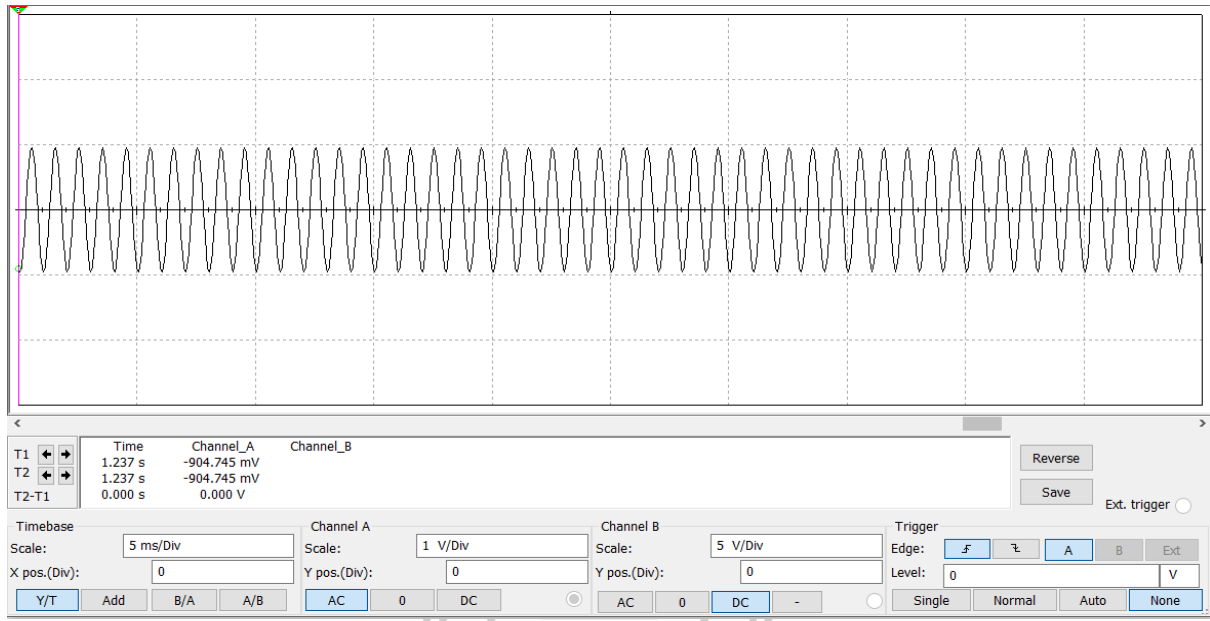 Time Channel_A Channel_B
T1 1.237 s -904.745 mV
T2 1.237 s -904.745 mV
T2-T1 0.000 s 0.000 V
Reverse
Save
Ext. trigger
Timebase
Scale: 5 ms/Div
X pos.(Div): 0
Y/T Add B/A A/B
Channel A
Scale: 1 V/Div
Y pos.(Div): 0
AC 0 DC
Channel B
Scale: 5 V/Div
Y pos.(Div): 0
AC 0 DC -
Trigger
Edge: A B Ext
Level: 0 V
Single Normal Auto None